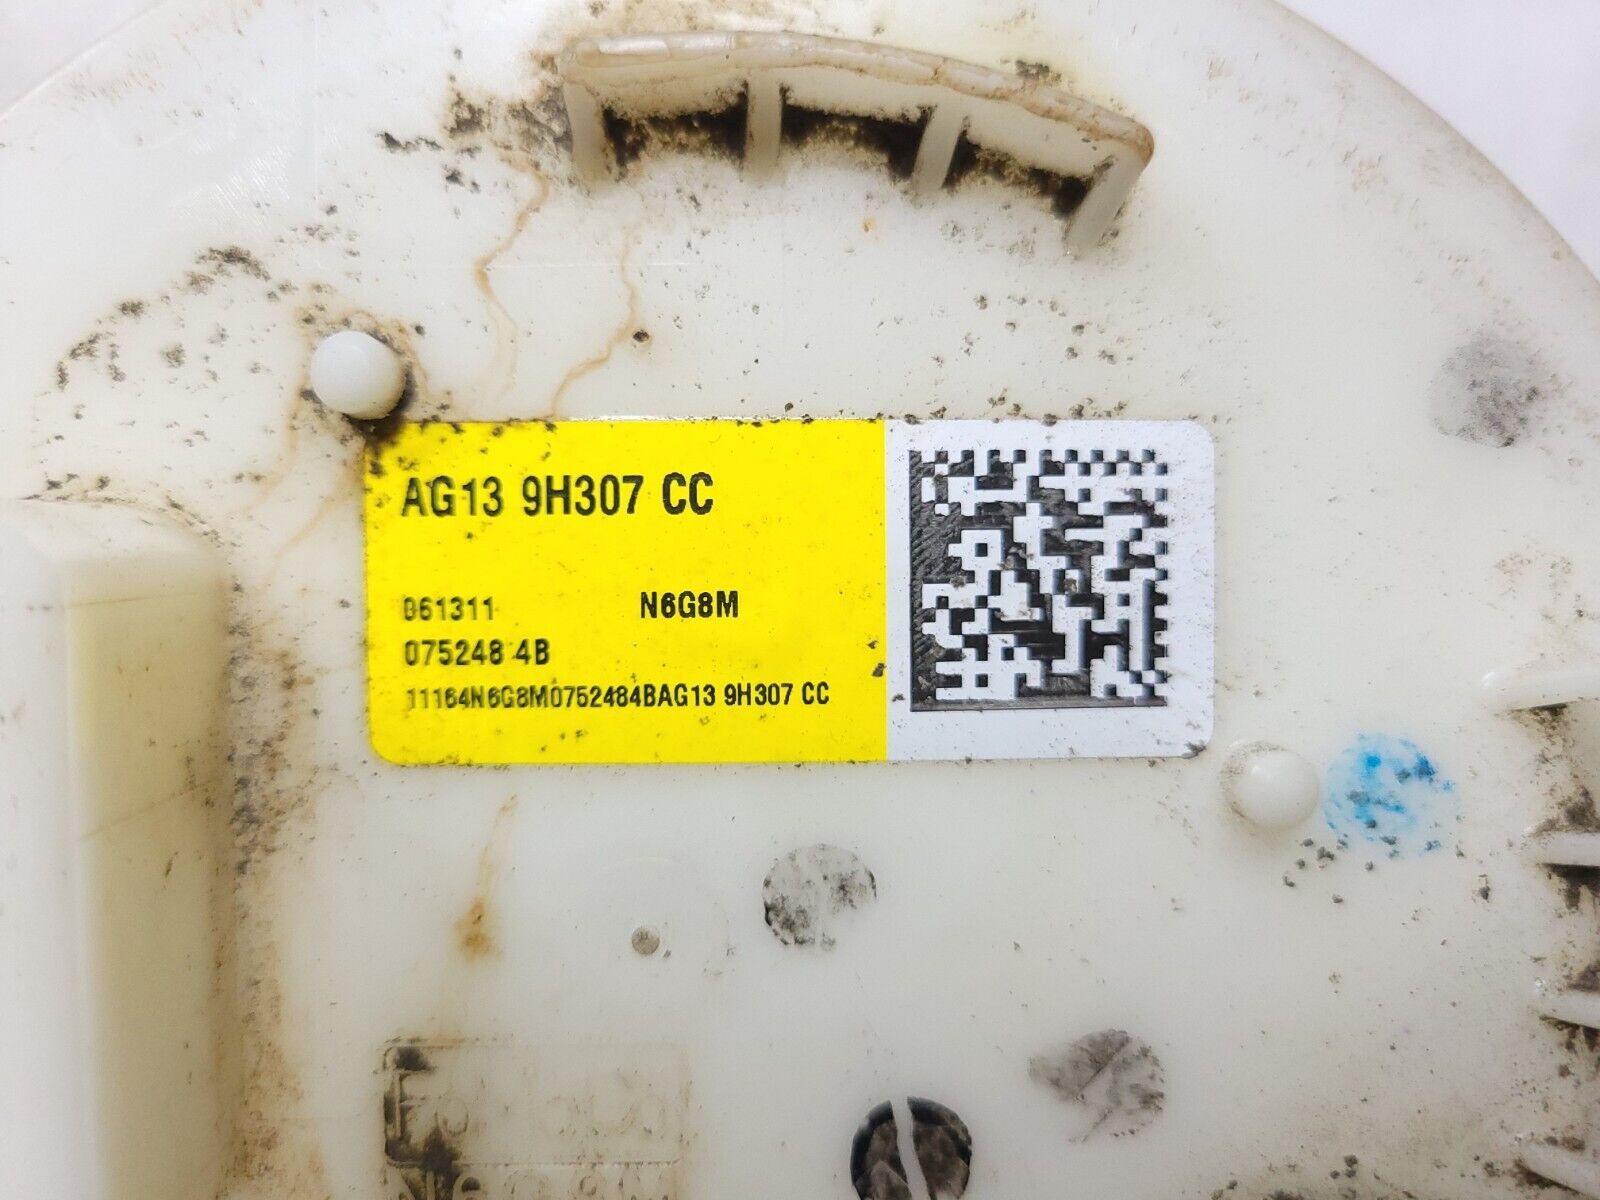 AG13 9H307 CC
061311 N6G8M
075248 4B
11164N6G8M0752484BAG13 9H307 CC